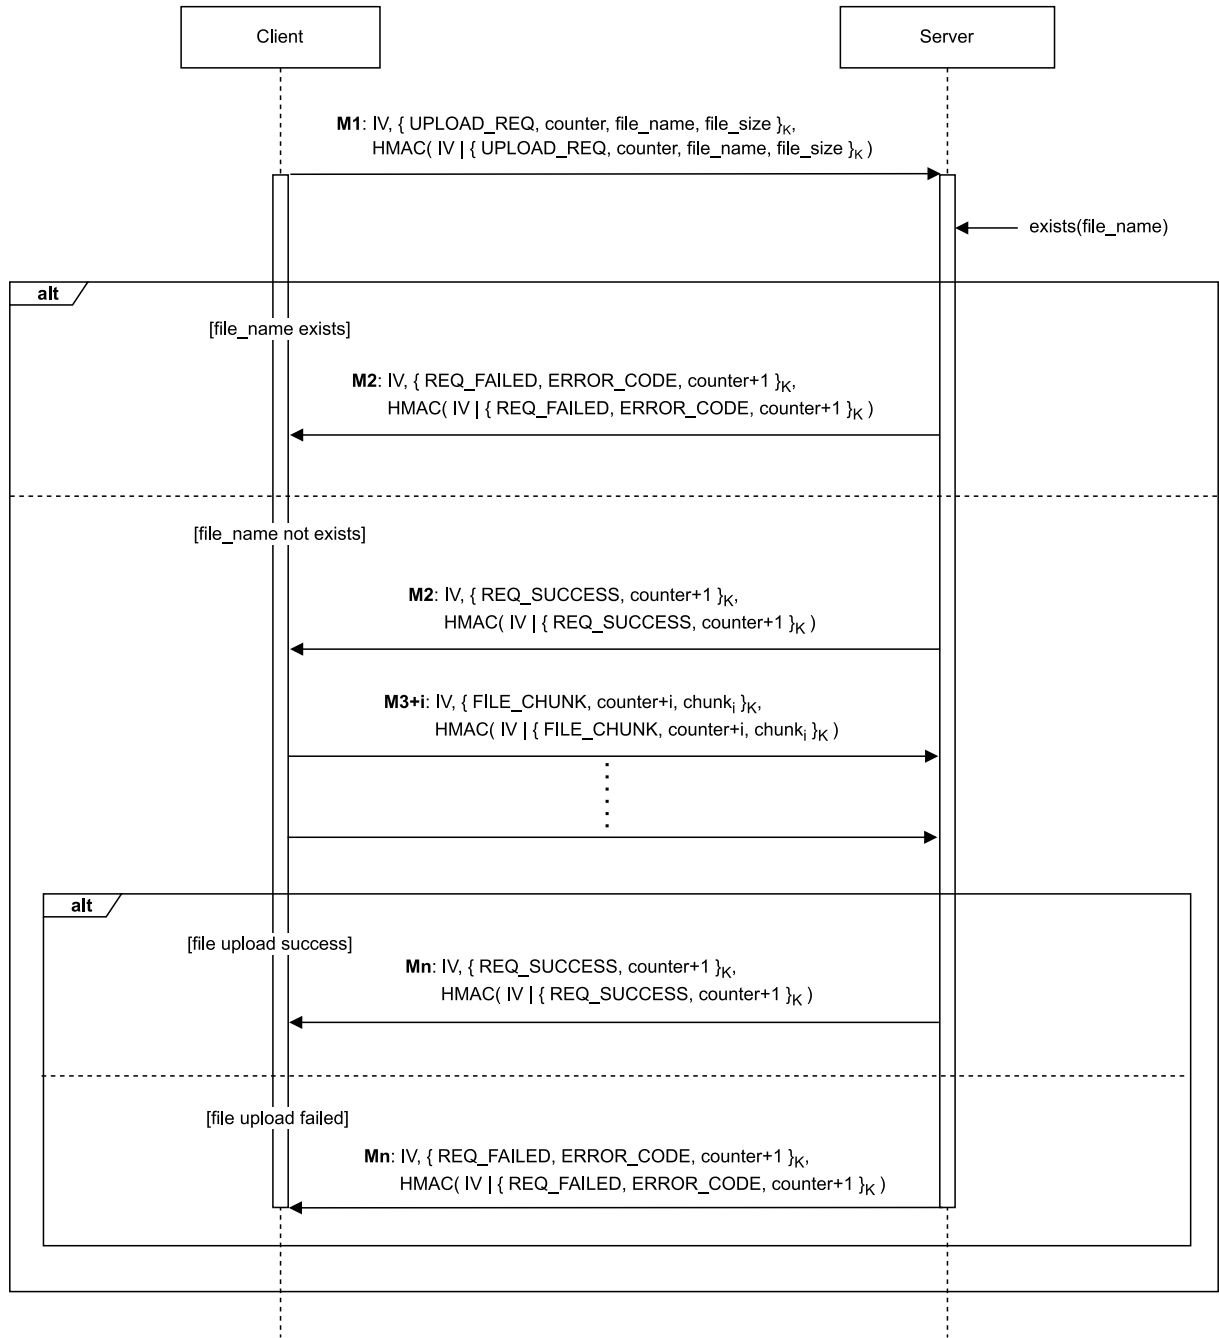 Client
Server
M1: IV, { UPLOAD_REQ, counter, file_name, file_size }K,
HMAC( IV | { UPLOAD_REQ, counter, file_name, file_size }K )
exists(file_name)
alt
[file_name exists]
M2: IV, { REQ_FAILED, ERROR_CODE, counter+1 }K,
HMAC( IV | { REQ_FAILED, ERROR_CODE, counter+1 }K )
[file_name not exists]
M2: IV, { REQ_SUCCESS, counter+1 }K,
HMAC( IV | { REQ_SUCCESS, counter+1 }K )
M3+i: IV, { FILE_CHUNK, counter+i, chunki }K,
HMAC( IV | { FILE_CHUNK, counter+i, chunki }K )
alt
[file upload success]
Mn: IV, { REQ_SUCCESS, counter+1 }K,
HMAC( IV | { REQ_SUCCESS, counter+1 }K )
[file upload failed]
Mn: IV, { REQ_FAILED, ERROR_CODE, counter+1 }K,
HMAC( IV | { REQ_FAILED, ERROR_CODE, counter+1 }K )